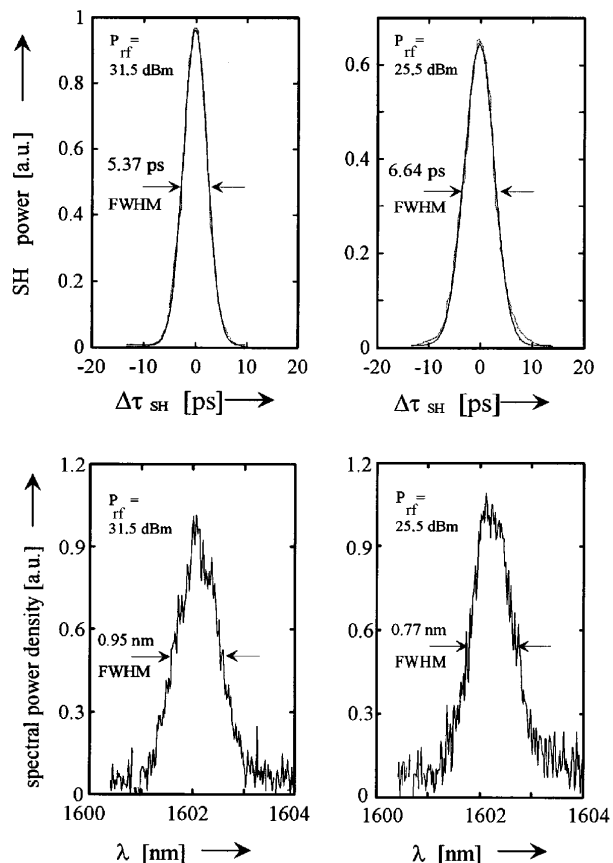 SH power [a.u.]
1
0.8
0.6
0.4
0.2
0
P rf =
31.5 dBm
5.37 ps
FWHM
-20 -10 0 10 20
Δτ SH [ps]
0.6
0.4
0.2
0
P rf =
25.5 dBm
6.64 ps
FWHM
-20 -10 0 10 20
Δτ SH [ps]
spectral power density [a.u.]
1.2
0.9
0.6
0.3
0
P rf =
31.5 dBm
0.95 nm
FWHM
1600 1602 1604
λ [nm]
1.2
0.9
0.6
0.3
0
P rf =
25.5 dBm
0.77 nm
FWHM
1600 1602 1604
λ [nm]